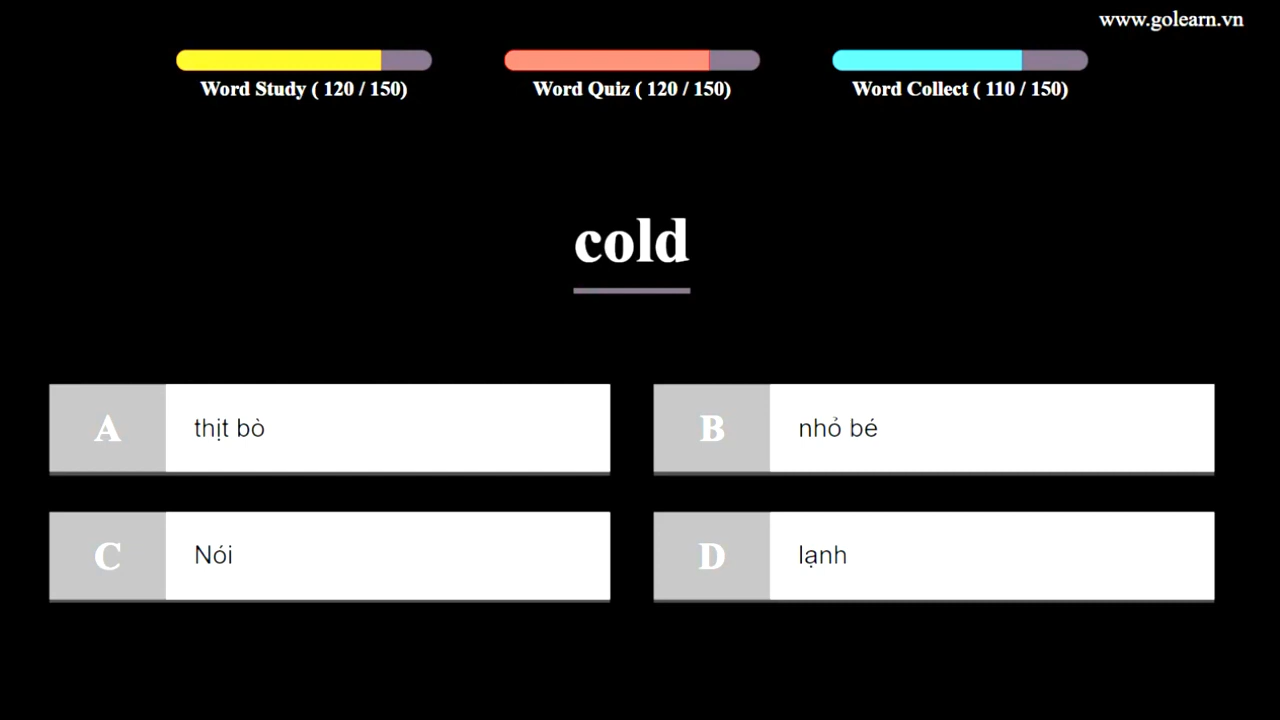 www.golearn.vn
Word Study ( 120 / 150)
Word Quiz ( 120 / 150)
Word Collect ( 110 / 150)
cold
A thịt bò
B nhỏ bé
C Nói
D lạnh